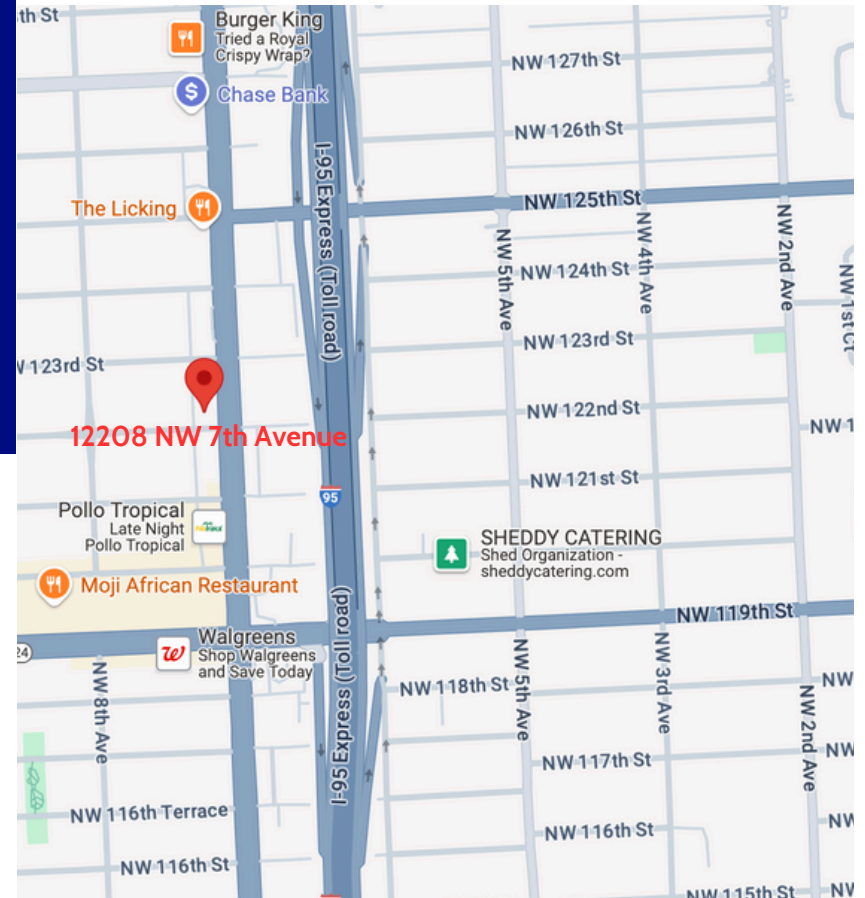 th St
Burger King
Tried a Royal
Crispy Wrap?
Chase Bank
The Licking
I-95 Express (Toll road)
NW 127th St
NW 126th St
NW 125th St
NW 5th Ave
NW 4th Ave
NW 2nd Ave
NW 1st Ct
NW 124th St
NW 123rd St
123rd St
NW 122nd St
12208 NW 7th Avenue
NW 1
NW 121st St
95
Pollo Tropical
Late Night
Pollo Tropical
SHEDDY CATERING
Shed Organization -
sheddycatering.com
Moji African Restaurant
NW 119th St
Walgreens
Shop Walgreens
and Save Today
24
W
NW 8th Ave
I-95 Express (Toll road)
NW 5th Ave
NW 3rd Ave
NW 2nd Ave
NW 118th St
NW
NW 117th St
NW
NW 116th Terrace
NW 116th St
NW
NW 116th St
NW 115th St
NW